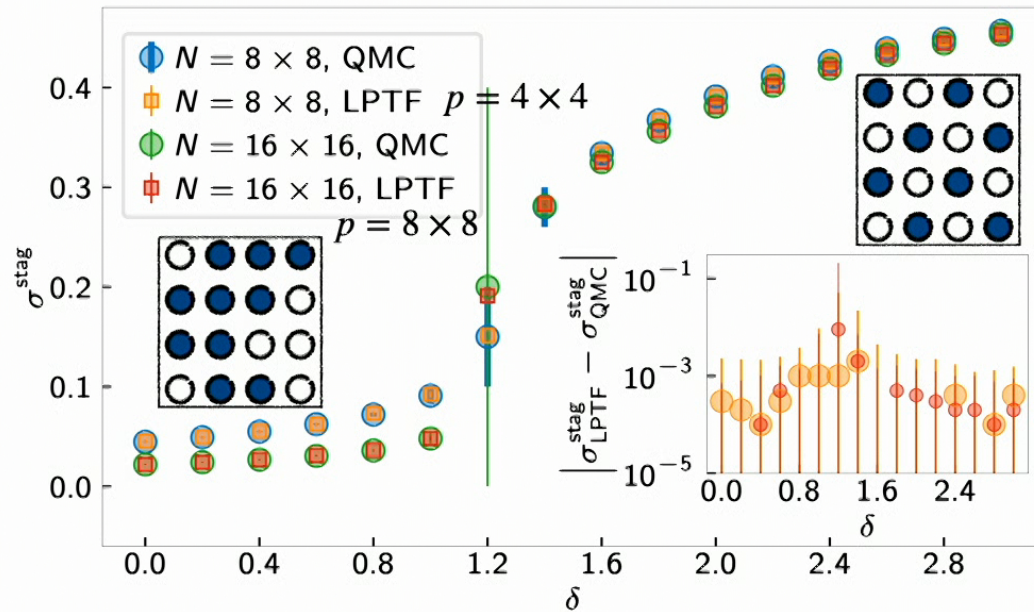 N = 8 × 8, QMC
N = 8 × 8, LPTF
p = 4 × 4
N = 16 × 16, QMC
N = 16 × 16, LPTF
p = 8 × 8
σ^stag
0.4
0.3
0.2
0.1
0.0
0.0 0.4 0.8 1.2 1.6 2.0 2.4 2.8
δ
|σ^stag_LPTF − σ^stag_QMC|
10^−1
10^−3
10^−5
0.0 0.8 1.6 2.4
δ